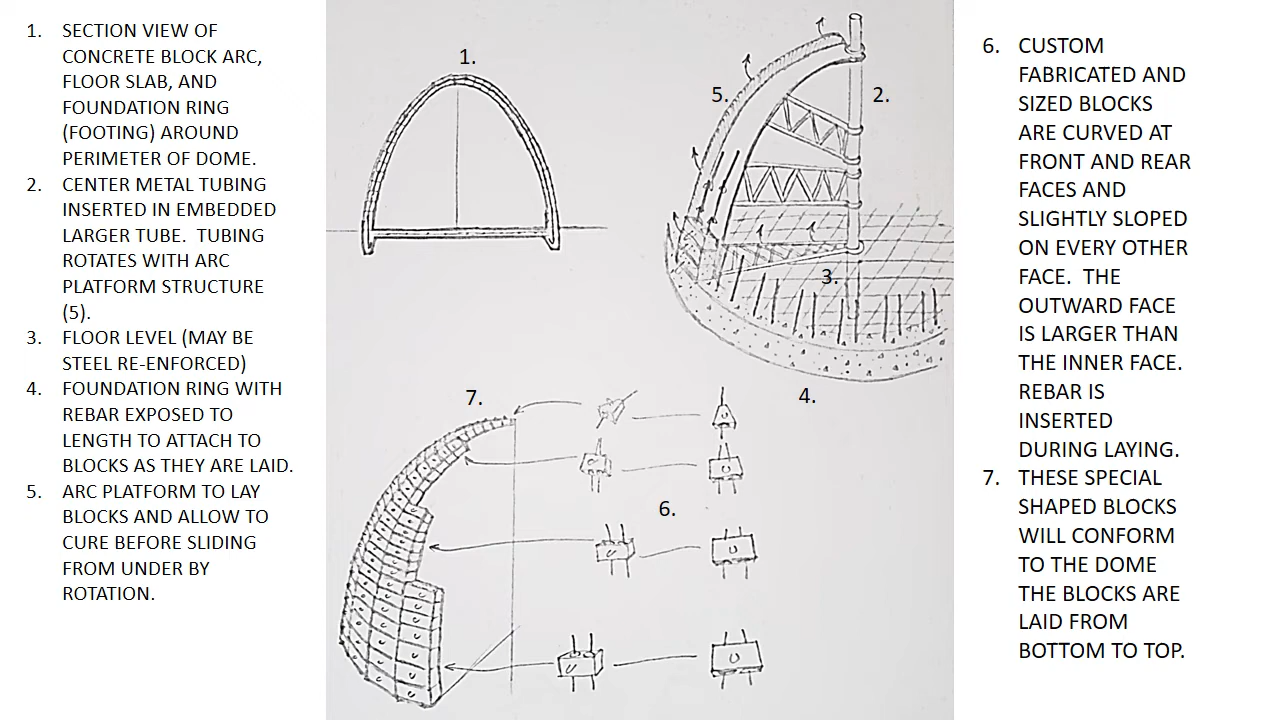 1. SECTION VIEW OF
CONCRETE BLOCK ARC,
FLOOR SLAB, AND
FOUNDATION RING
(FOOTING) AROUND
PERIMETER OF DOME.
2. CENTER METAL TUBING
INSERTED IN EMBEDDED
LARGER TUBE. TUBING
ROTATES WITH ARC
PLATFORM STRUCTURE
(5).
3. FLOOR LEVEL (MAY BE
STEEL RE-ENFORCED)
4. FOUNDATION RING WITH
REBAR EXPOSED TO
LENGTH TO ATTACH TO
BLOCKS AS THEY ARE LAID.
5. ARC PLATFORM TO LAY
BLOCKS AND ALLOW TO
CURE BEFORE SLIDING
FROM UNDER BY
ROTATION.
1.
5.
2.
3.
4.
7.
6.
6. CUSTOM
FABRICATED AND
SIZED BLOCKS
ARE CURVED AT
FRONT AND REAR
FACES AND
SLIGHTLY SLOPED
ON EVERY OTHER
FACE. THE
OUTWARD FACE
IS LARGER THAN
THE INNER FACE.
REBAR IS
INSERTED
DURING LAYING.
7. THESE SPECIAL
SHAPED BLOCKS
WILL CONFORM
TO THE DOME
THE BLOCKS ARE
LAID FROM
BOTTOM TO TOP.